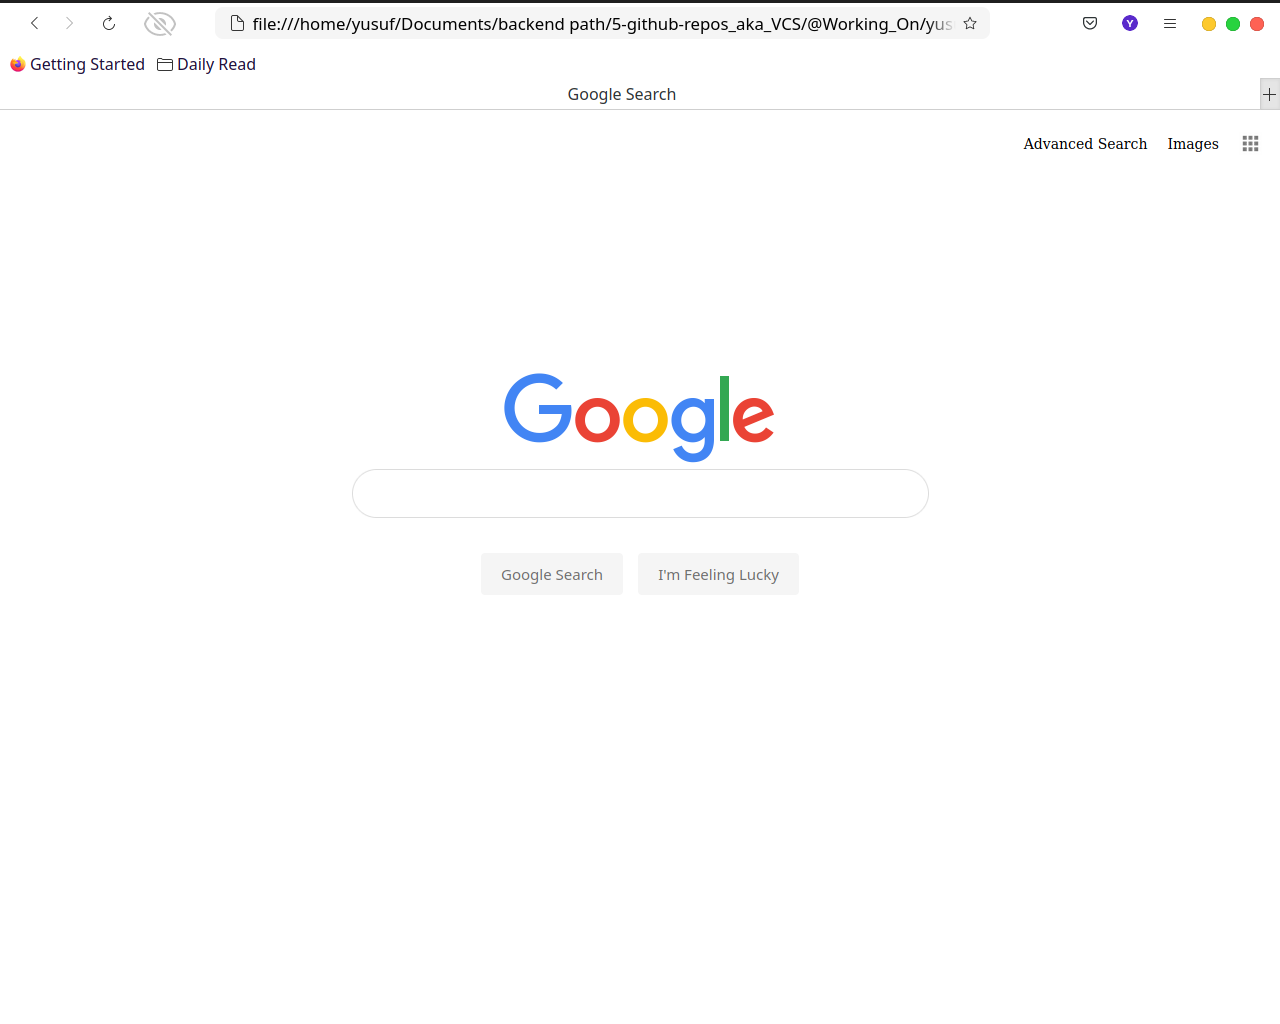 file:///home/yusuf/Documents/backend path/5-github-repos_aka_VCS/@Working_On/yus
Y
Getting Started Daily Read
Google Search
Advanced Search Images
Google
Google Search I'm Feeling Lucky